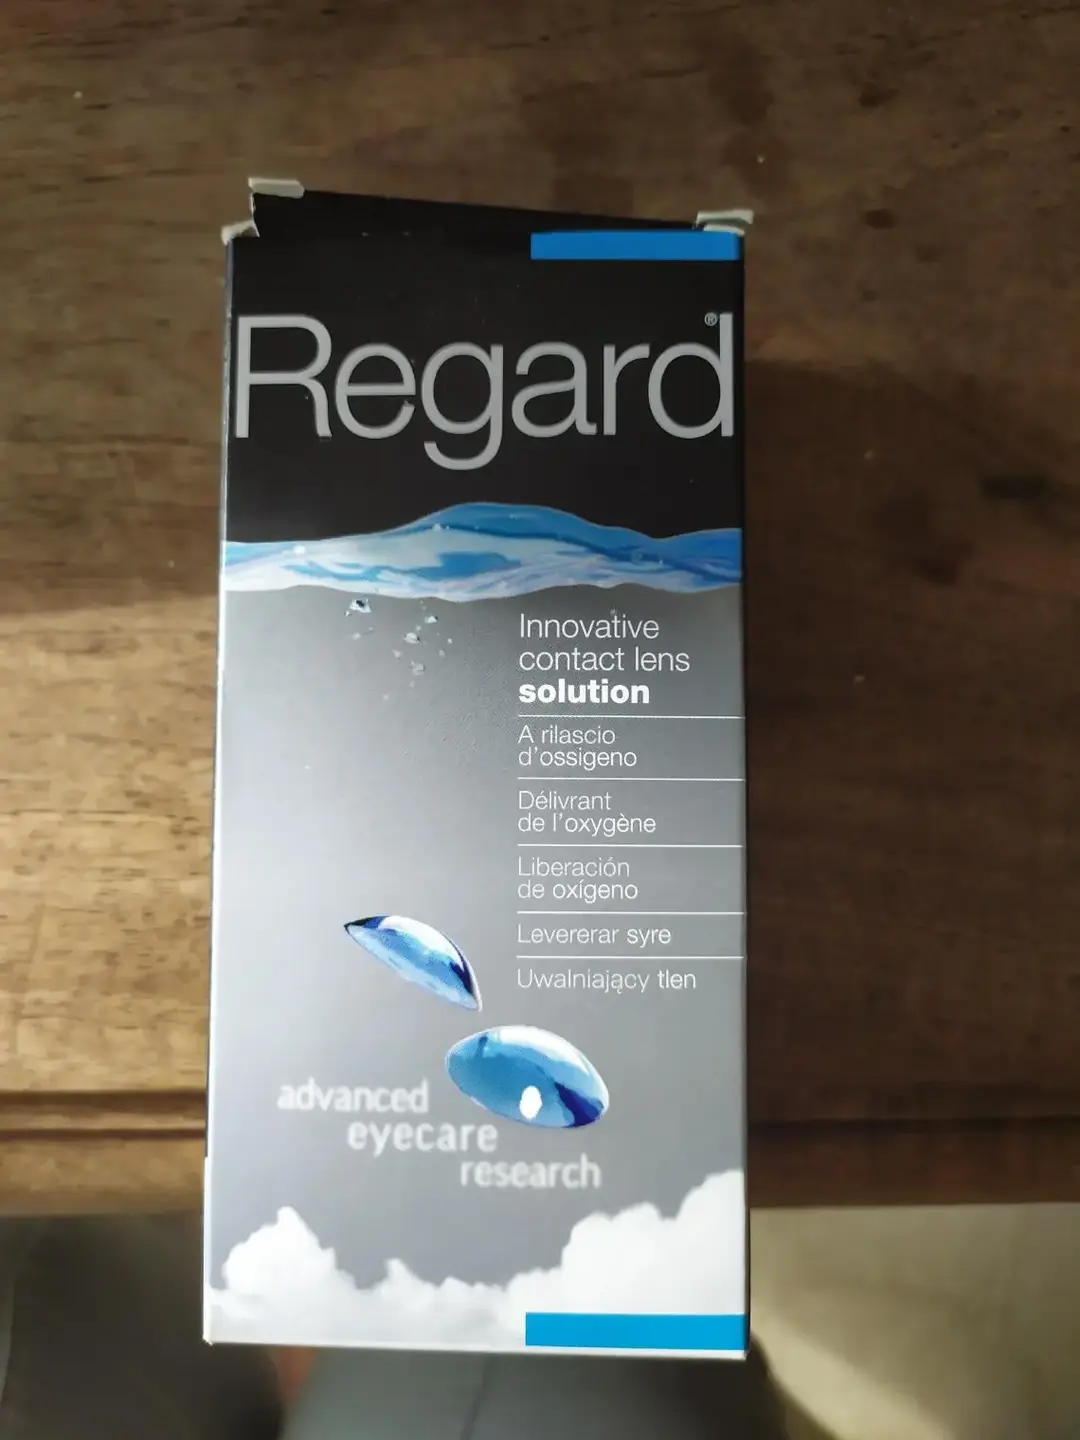 Regard®
Innovative
contact lens
solution
A rilascio
d'ossigeno
Délivrant
de l'oxygène
Liberación
de oxígeno
Levererar syre
Uwalniający tlen
advanced
eyecare
research